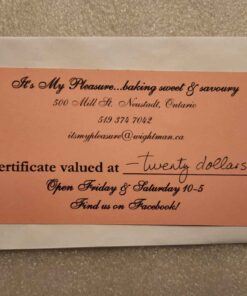 It's My Pleasure...baking sweet & savoury
500 Mill St. Neustadt, Ontario
519 374 7042
itsmypleasure@wightman.ca
ertificate valued at -twenty dollars
Open Friday & Saturday 10-5
Find us on Facebook!